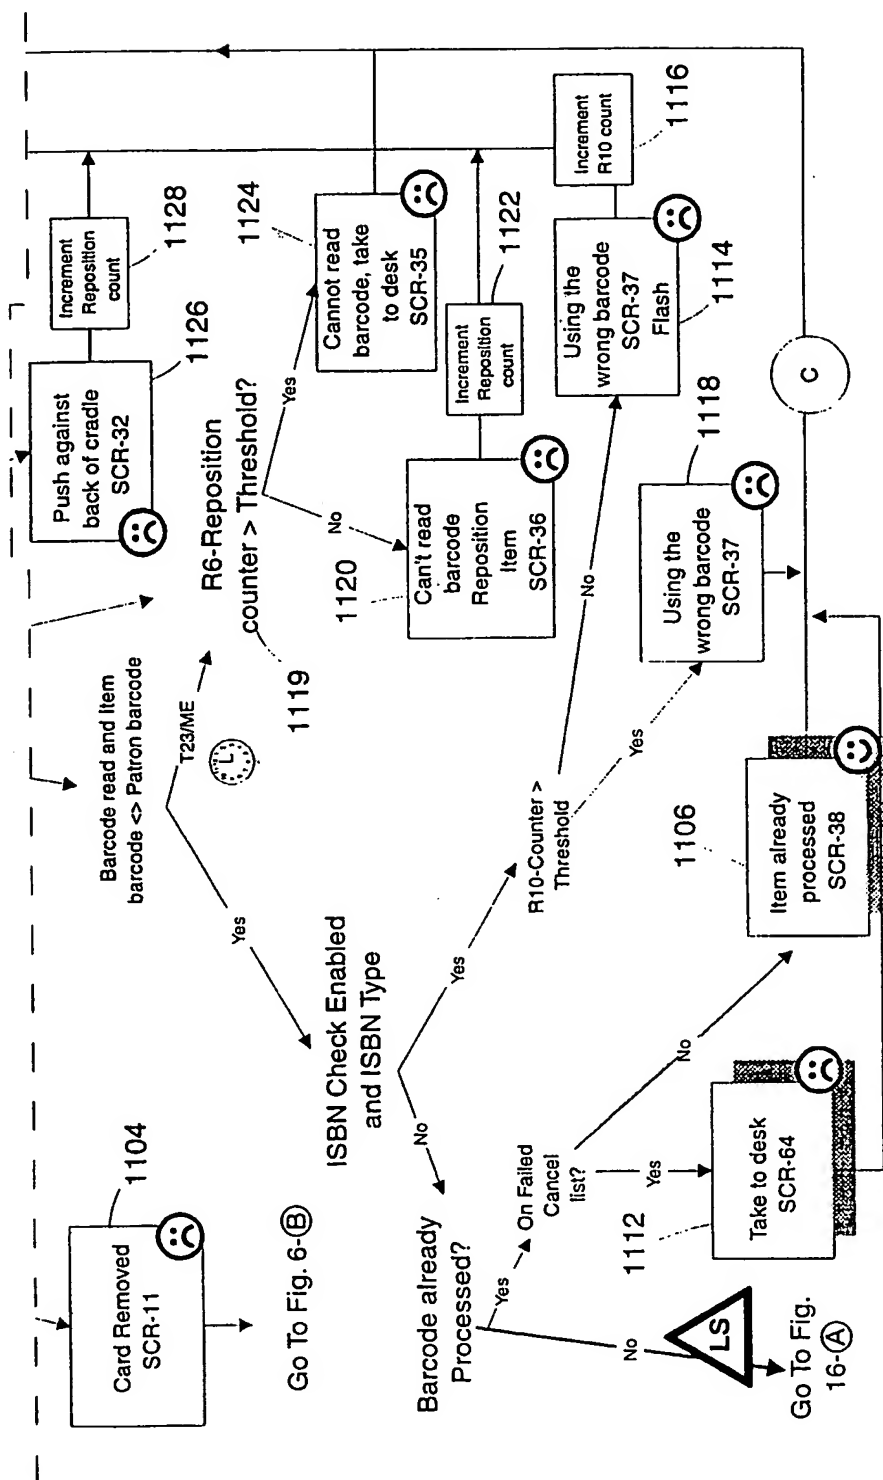 Card Removed
SCR-11
1104
Go To Fig. 6-B
Barcode read and Item
barcode <> Patron barcode
T23/ME
L
Yes
Push against
back of cradle
SCR-32
1126
Increment
Reposition
count
1128
R6-Reposition
counter > Threshold?
1119
Yes
No
Cannot read
barcode, take
to desk
SCR-35
1124
Can't read
barcode
Reposition
Item
SCR-36
1120
Increment
Reposition
count
1122
ISBN Check Enabled
and ISBN Type
No
Yes
R10-Counter >
Threshold
No
Yes
Using the
wrong barcode
SCR-37
Flash
1114
Increment
R10 count
1116
Using the
wrong barcode
SCR-37
1118
Barcode already
Processed?
Yes
No
On Failed
Cancel
list?
Yes
No
Take to desk
SCR-64
1112
Item already
processed
SCR-38
1106
C
LS
Go To Fig.
16-A